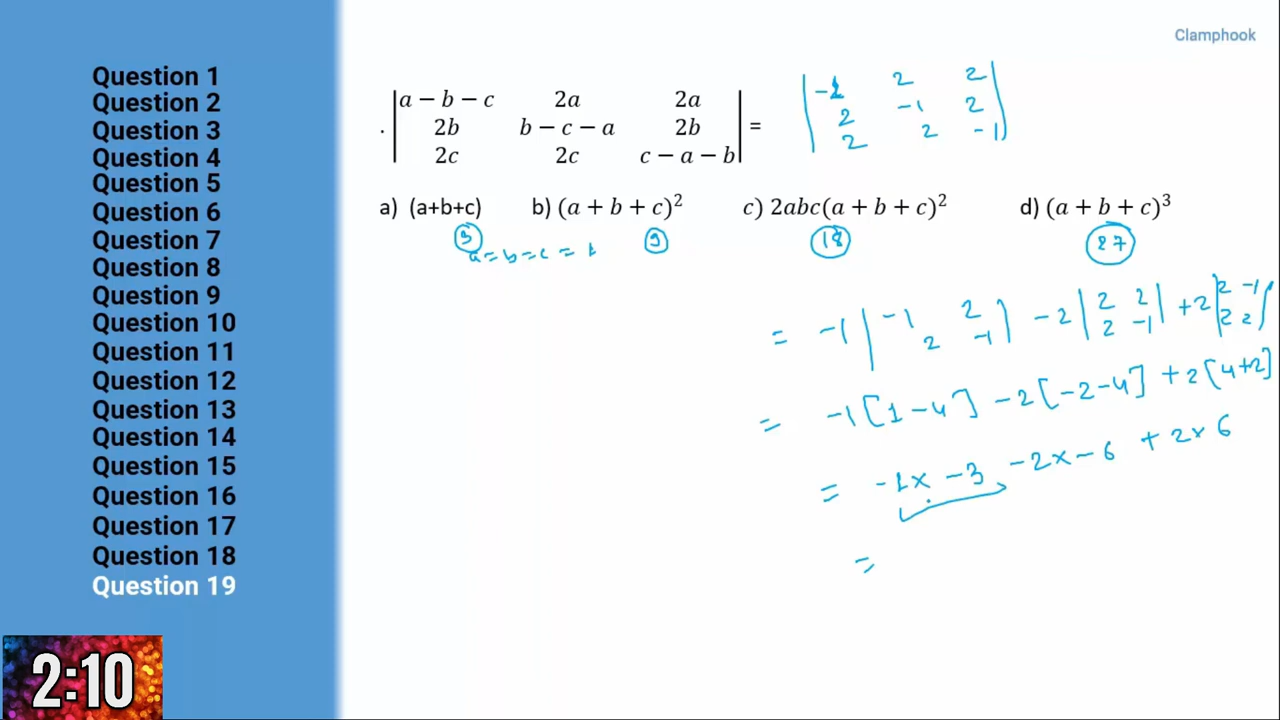 Clamphook
Question 1
Question 2
Question 3
Question 4
Question 5
Question 6
Question 7
Question 8
Question 9
Question 10
Question 11
Question 12
Question 13
Question 14
Question 15
Question 16
Question 17
Question 18
Question 19
2:10
. |a − b − c 2a 2a|
|2b b − c − a 2b| =
|2c 2c c − a − b|
|-1 2 2|
|2 -1 2|
|2 2 -1|
a) (a+b+c) b) (a + b + c)² c) 2abc(a + b + c)² d) (a + b + c)³
3 9 18 27
a = b = c = 1
= -1 |-1 2| - 2 |2 2| + 2 |2 -1|
|2 -1| |2 -1| |2 2|
= -1 [1 - 4] - 2 [-2 - 4] + 2 [4+2]
= -1x -3 -2x -6 + 2x 6
=